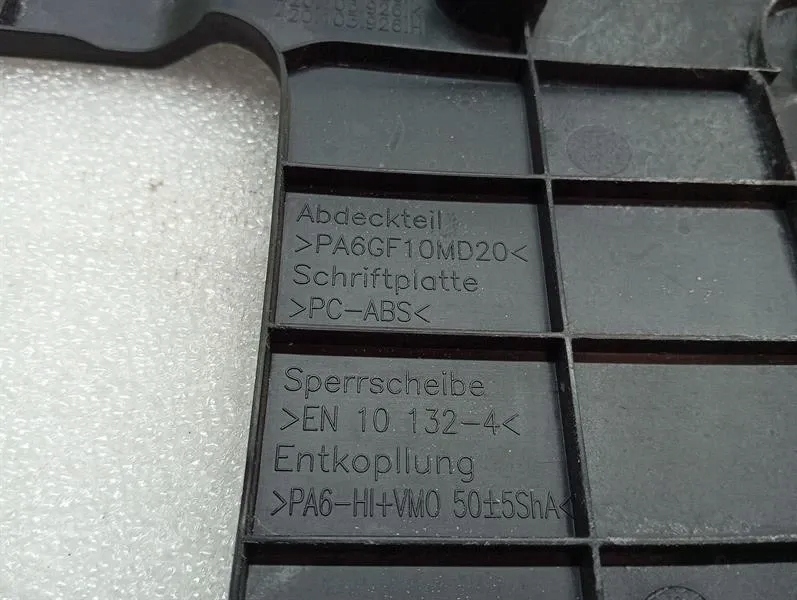 Abdeckteil
>PA6GF10MD20<
Schriftplatte
>PC-ABS<
Sperrscheibe
>EN 10 132-4<
Entkopllung
>PA6-HI+VMO 50±5ShA<